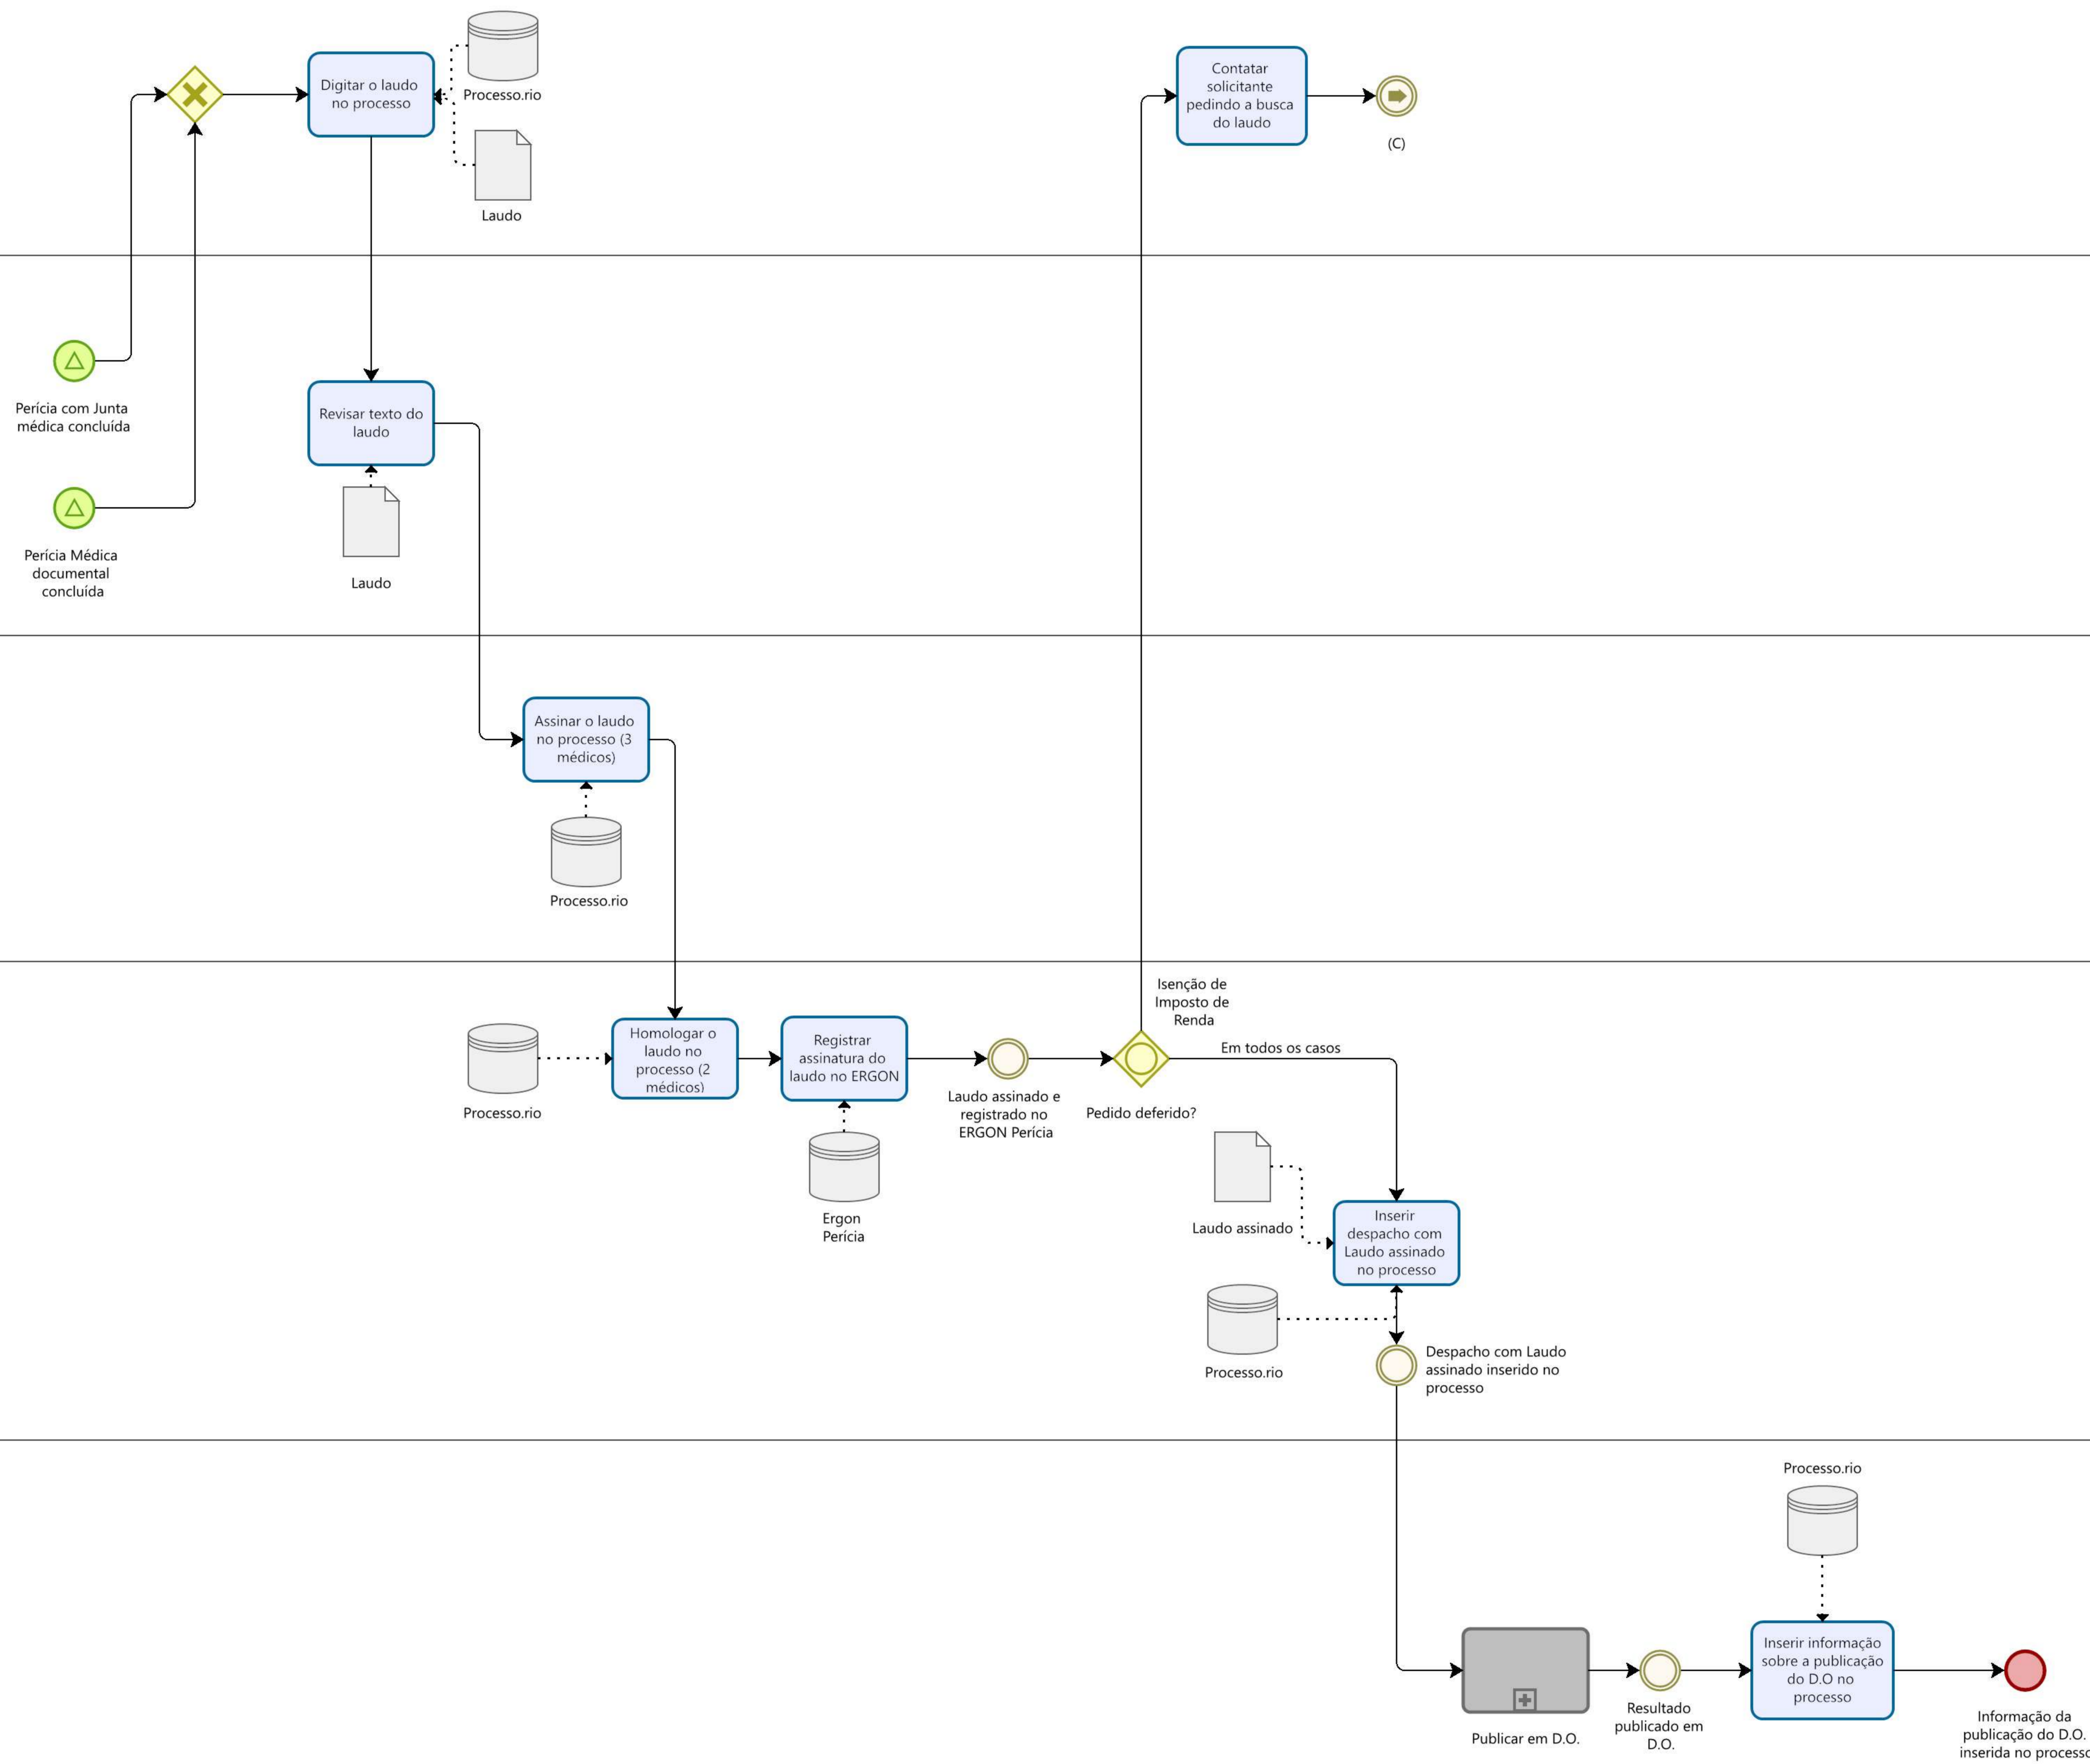 Digitar o laudo
no processo
Processo.rio
Laudo
Contatar
solicitante
pedindo a busca
do laudo
(C)
Perícia com Junta
médica concluída
Perícia Médica
documental
concluída
Revisar texto do
laudo
Laudo
Assinar o laudo
no processo (3
médicos)
Processo.rio
Processo.rio
Homologar o
laudo no
processo (2
médicos)
Registrar
assinatura do
laudo no ERGON
Ergon
Perícia
Laudo assinado e
registrado no
ERGON Perícia
Pedido deferido?
Isenção de
Imposto de
Renda
Em todos os casos
Laudo assinado
Inserir
despacho com
Laudo assinado
no processo
Processo.rio
Despacho com Laudo
assinado inserido no
processo
Publicar em D.O.
Resultado
publicado em
D.O.
Processo.rio
Inserir informação
sobre a publicação
do D.O no
processo
Informação da
publicação do D.O.
inserida no processo